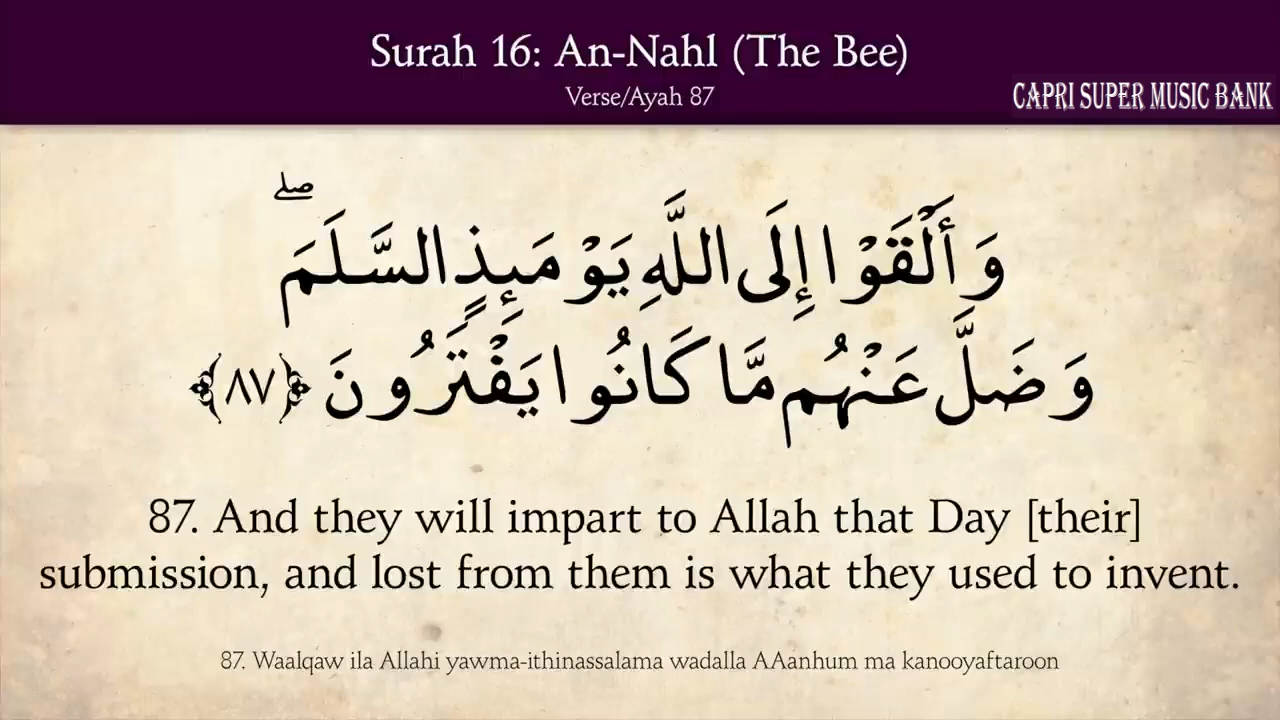 Surah 16: An-Nahl (The Bee)
Verse/Ayah 87
CAPRI SUPER MUSIC BANK
وَأَلْقَوْا إِلَى اللَّهِ يَوْمَئِذٍ السَّلَمَ ۖ
وَضَلَّ عَنْهُم مَّا كَانُوا يَفْتَرُونَ ﴿٨٧﴾
87. And they will impart to Allah that Day [their]
submission, and lost from them is what they used to invent.
87. Waalqaw ila Allahi yawma-ithinassalama wadalla AAanhum ma kanooyaftaroon